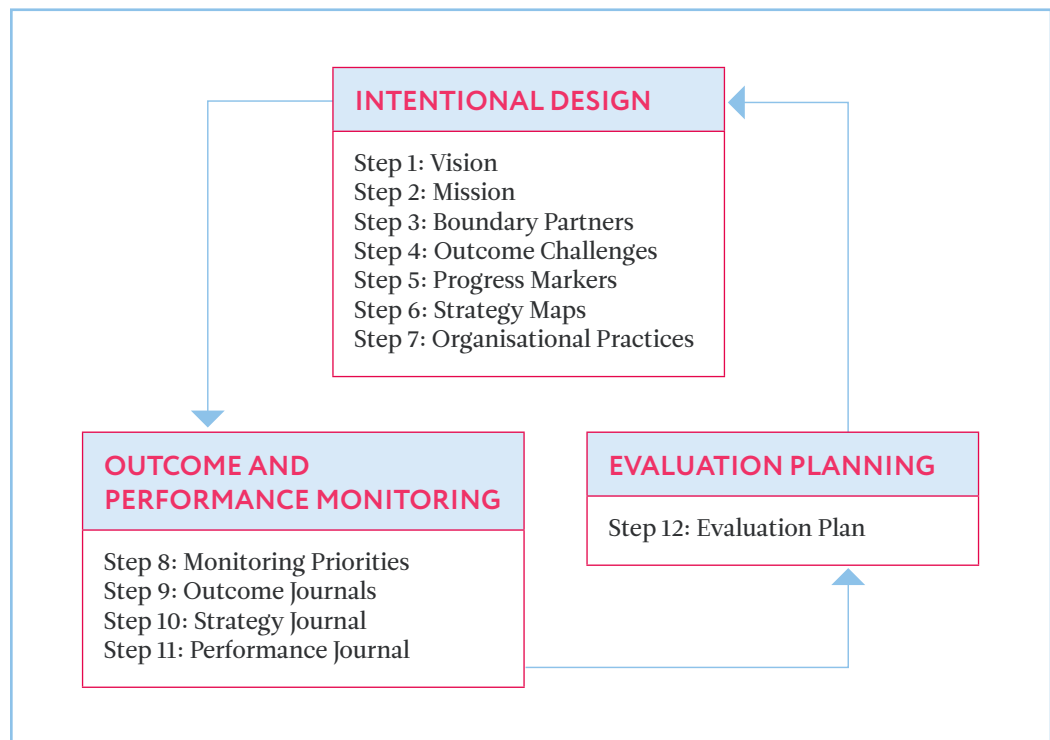 INTENTIONAL DESIGN
Step 1: Vision
Step 2: Mission
Step 3: Boundary Partners
Step 4: Outcome Challenges
Step 5: Progress Markers
Step 6: Strategy Maps
Step 7: Organisational Practices
OUTCOME AND
PERFORMANCE MONITORING
Step 8: Monitoring Priorities
Step 9: Outcome Journals
Step 10: Strategy Journal
Step 11: Performance Journal
EVALUATION PLANNING
Step 12: Evaluation Plan